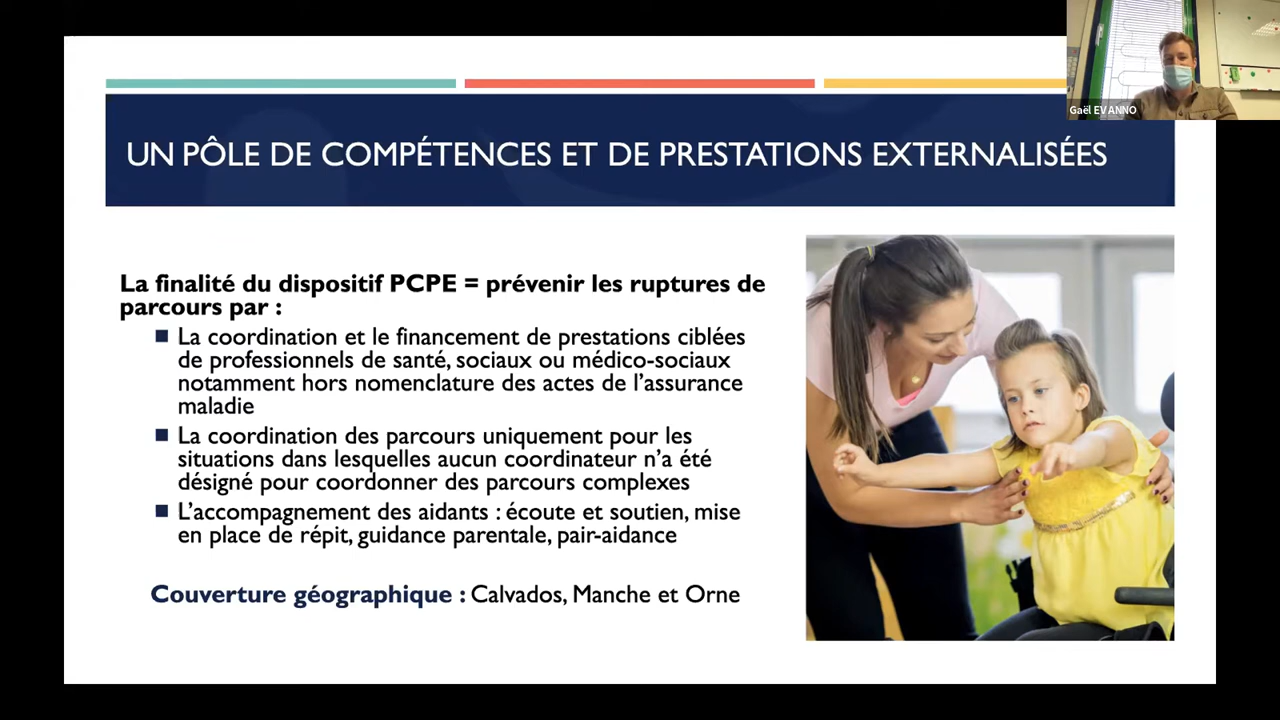 Gaël EVANNO
UN PÔLE DE COMPÉTENCES ET DE PRESTATIONS EXTERNALISÉES
La finalité du dispositif PCPE = prévenir les ruptures de
parcours par :
La coordination et le financement de prestations ciblées
de professionnels de santé, sociaux ou médico-sociaux
notamment hors nomenclature des actes de l’assurance
maladie
La coordination des parcours uniquement pour les
situations dans lesquelles aucun coordinateur n’a été
désigné pour coordonner des parcours complexes
L’accompagnement des aidants : écoute et soutien, mise
en place de répit, guidance parentale, pair-aidance
Couverture géographique : Calvados, Manche et Orne